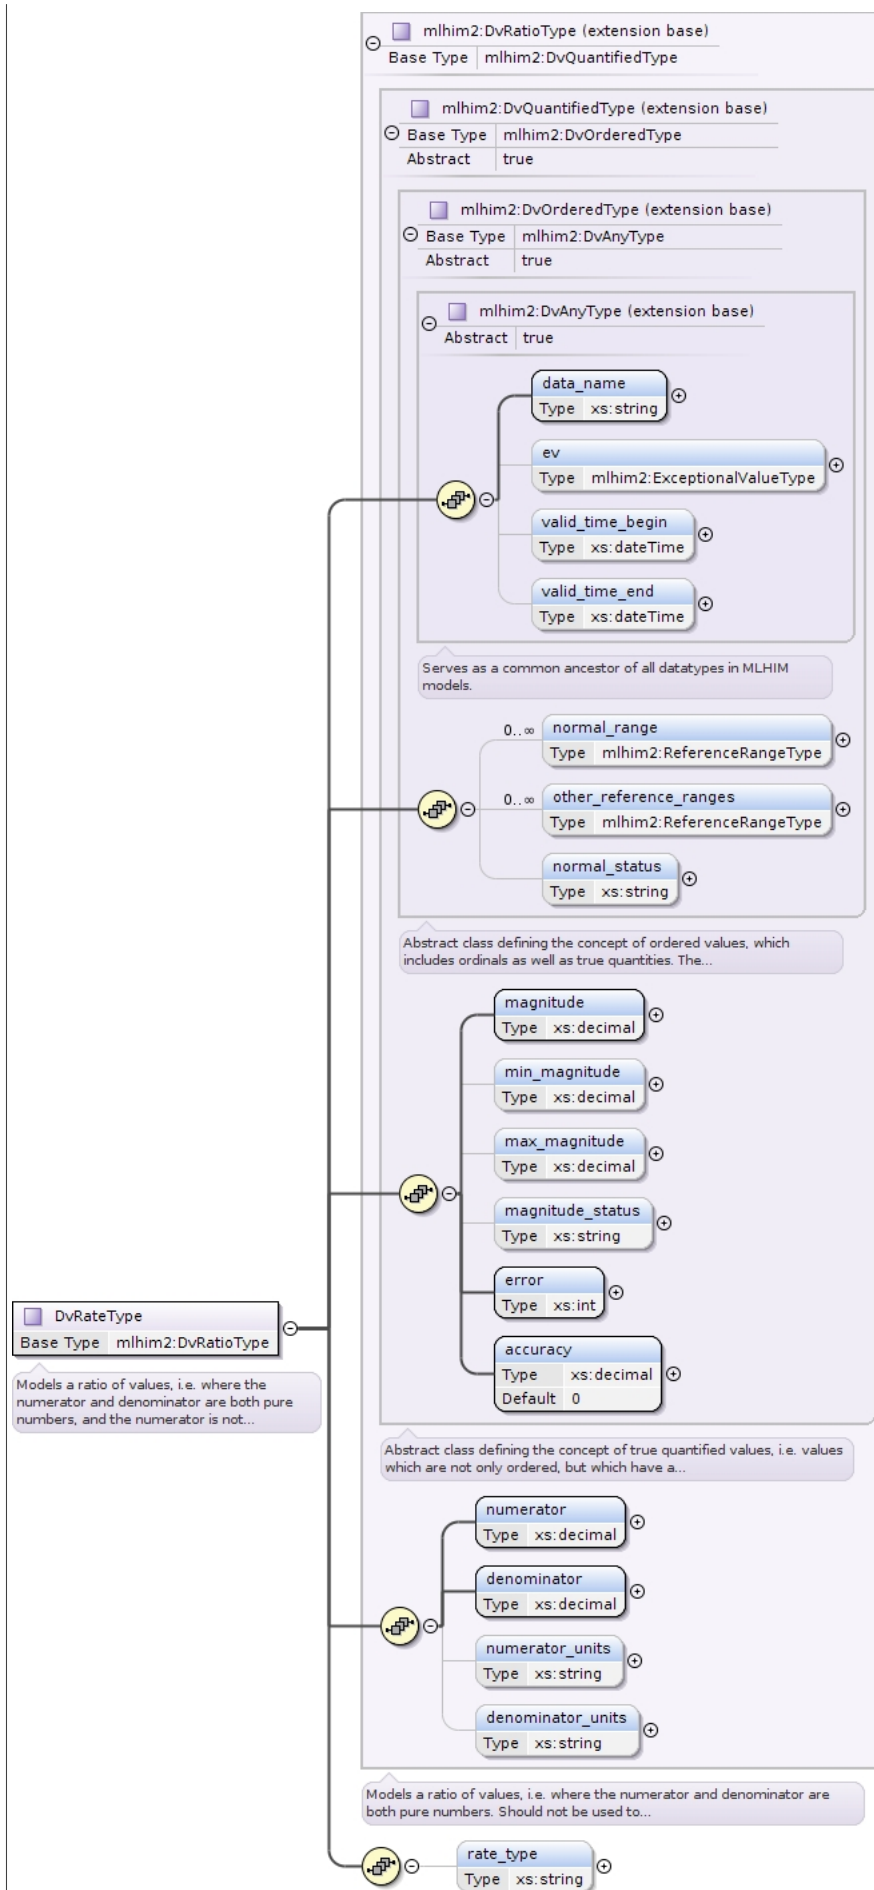 mlhim2:DvRatioType (extension base)
Base Type mlhim2:DvQuantifiedType
mlhim2:DvQuantifiedType (extension base)
Base Type mlhim2:DvOrderedType
Abstract true
mlhim2:DvOrderedType (extension base)
Base Type mlhim2:DvAnyType
Abstract true
mlhim2:DvAnyType (extension base)
Abstract true
data_name
Type xs:string
ev
Type mlhim2:ExceptionalValueType
valid_time_begin
Type xs:dateTime
valid_time_end
Type xs:dateTime
Serves as a common ancestor of all datatypes in MLHIM
models.
0..∞ normal_range
Type mlhim2:ReferenceRangeType
0..∞ other_reference_ranges
Type mlhim2:ReferenceRangeType
normal_status
Type xs:string
Abstract class defining the concept of ordered values, which
includes ordinals as well as true quantities. The...
magnitude
Type xs:decimal
min_magnitude
Type xs:decimal
max_magnitude
Type xs:decimal
magnitude_status
Type xs:string
error
Type xs:int
accuracy
Type xs:decimal
Default 0
DvRateType
Base Type mlhim2:DvRatioType
Models a ratio of values, i.e. where the
numerator and denominator are both pure
numbers, and the numerator is not...
Abstract class defining the concept of true quantified values, i.e. values
which are not only ordered, but which have a...
numerator
Type xs:decimal
denominator
Type xs:decimal
numerator_units
Type xs:string
denominator_units
Type xs:string
Models a ratio of values, i.e. where the numerator and denominator are
both pure numbers. Should not be used to...
rate_type
Type xs:string